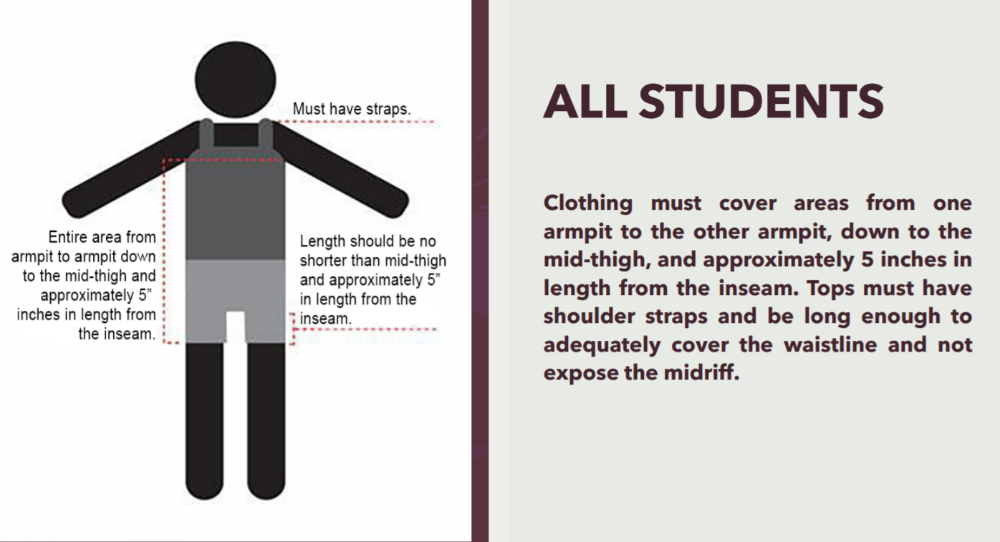 Must have straps.
Entire area from
armpit to armpit down
to the mid-thigh and
approximately 5”
inches in length from
the inseam.
Length should be no
shorter than mid-thigh
and approximately 5”
in length from the
inseam.
ALL STUDENTS
Clothing must cover areas from one
armpit to the other armpit, down to the
mid-thigh, and approximately 5 inches in
length from the inseam. Tops must have
shoulder straps and be long enough to
adequately cover the waistline and not
expose the midriff.